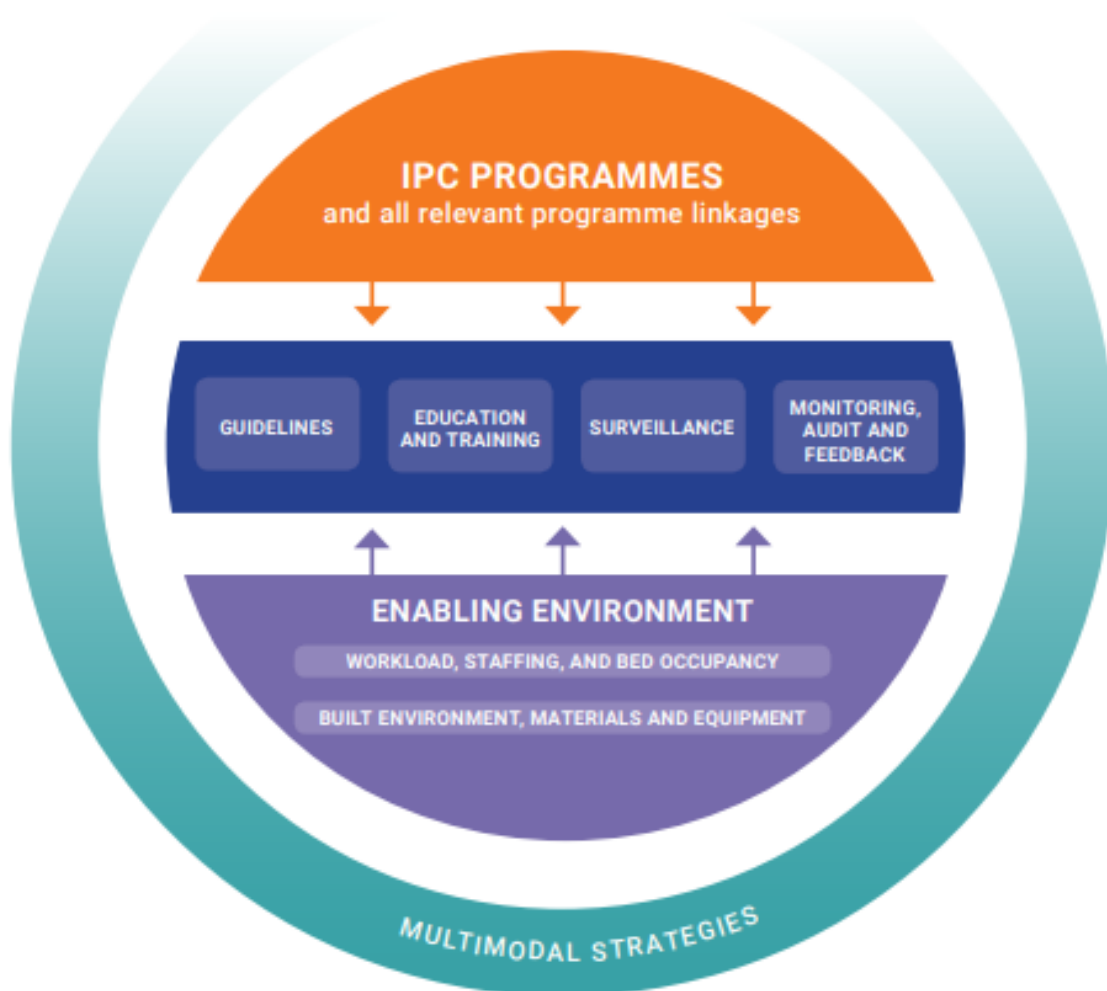 IPC PROGRAMMES
and all relevant programme linkages
GUIDELINES
EDUCATION
AND TRAINING
SURVEILLANCE
MONITORING,
AUDIT AND
FEEDBACK
ENABLING ENVIRONMENT
WORKLOAD, STAFFING, AND BED OCCUPANCY
BUILT ENVIRONMENT, MATERIALS AND EQUIPMENT
MULTIMODAL STRATEGIES